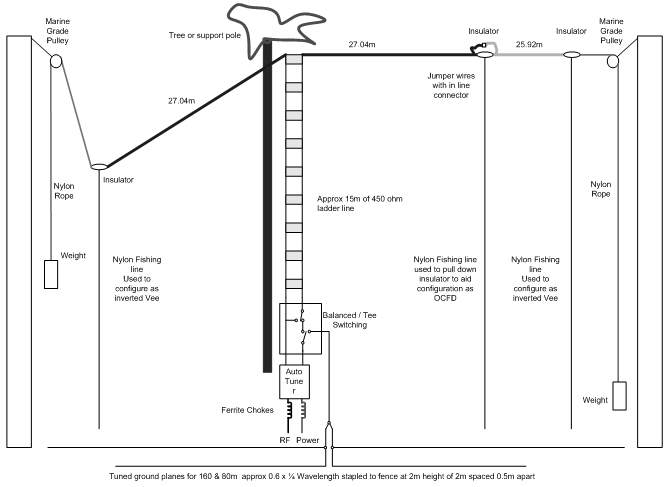 Marine
Grade
Pulley
Tree or support pole
27.04m
Insulator
25.92m
Insulator
Marine
Grade
Pulley
Jumper wires
with in line
connector
27.04m
Insulator
Nylon
Rope
Approx 15m of 450 ohm
ladder line
Nylon
Rope
Weight
Nylon Fishing
line
Used to
configure as
inverted Vee
Nylon Fishing line
used to pull down
insulator to aid
configuration as
OCFD
Nylon Fishing
line
Used to
configure as
inverted Vee
Balanced / Tee
Switching
Auto
Tune
r
Weight
Ferrite Chokes
RF Power
Tuned ground planes for 160 & 80m approx 0.6 x ¼ Wavelength stapled to fence at 2m height of 2m spaced 0.5m apart